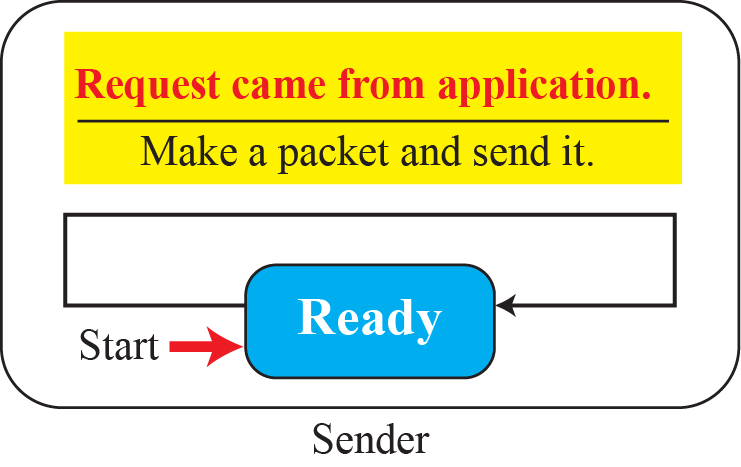 Request came from application.
Make a packet and send it.
Ready
Start
Sender